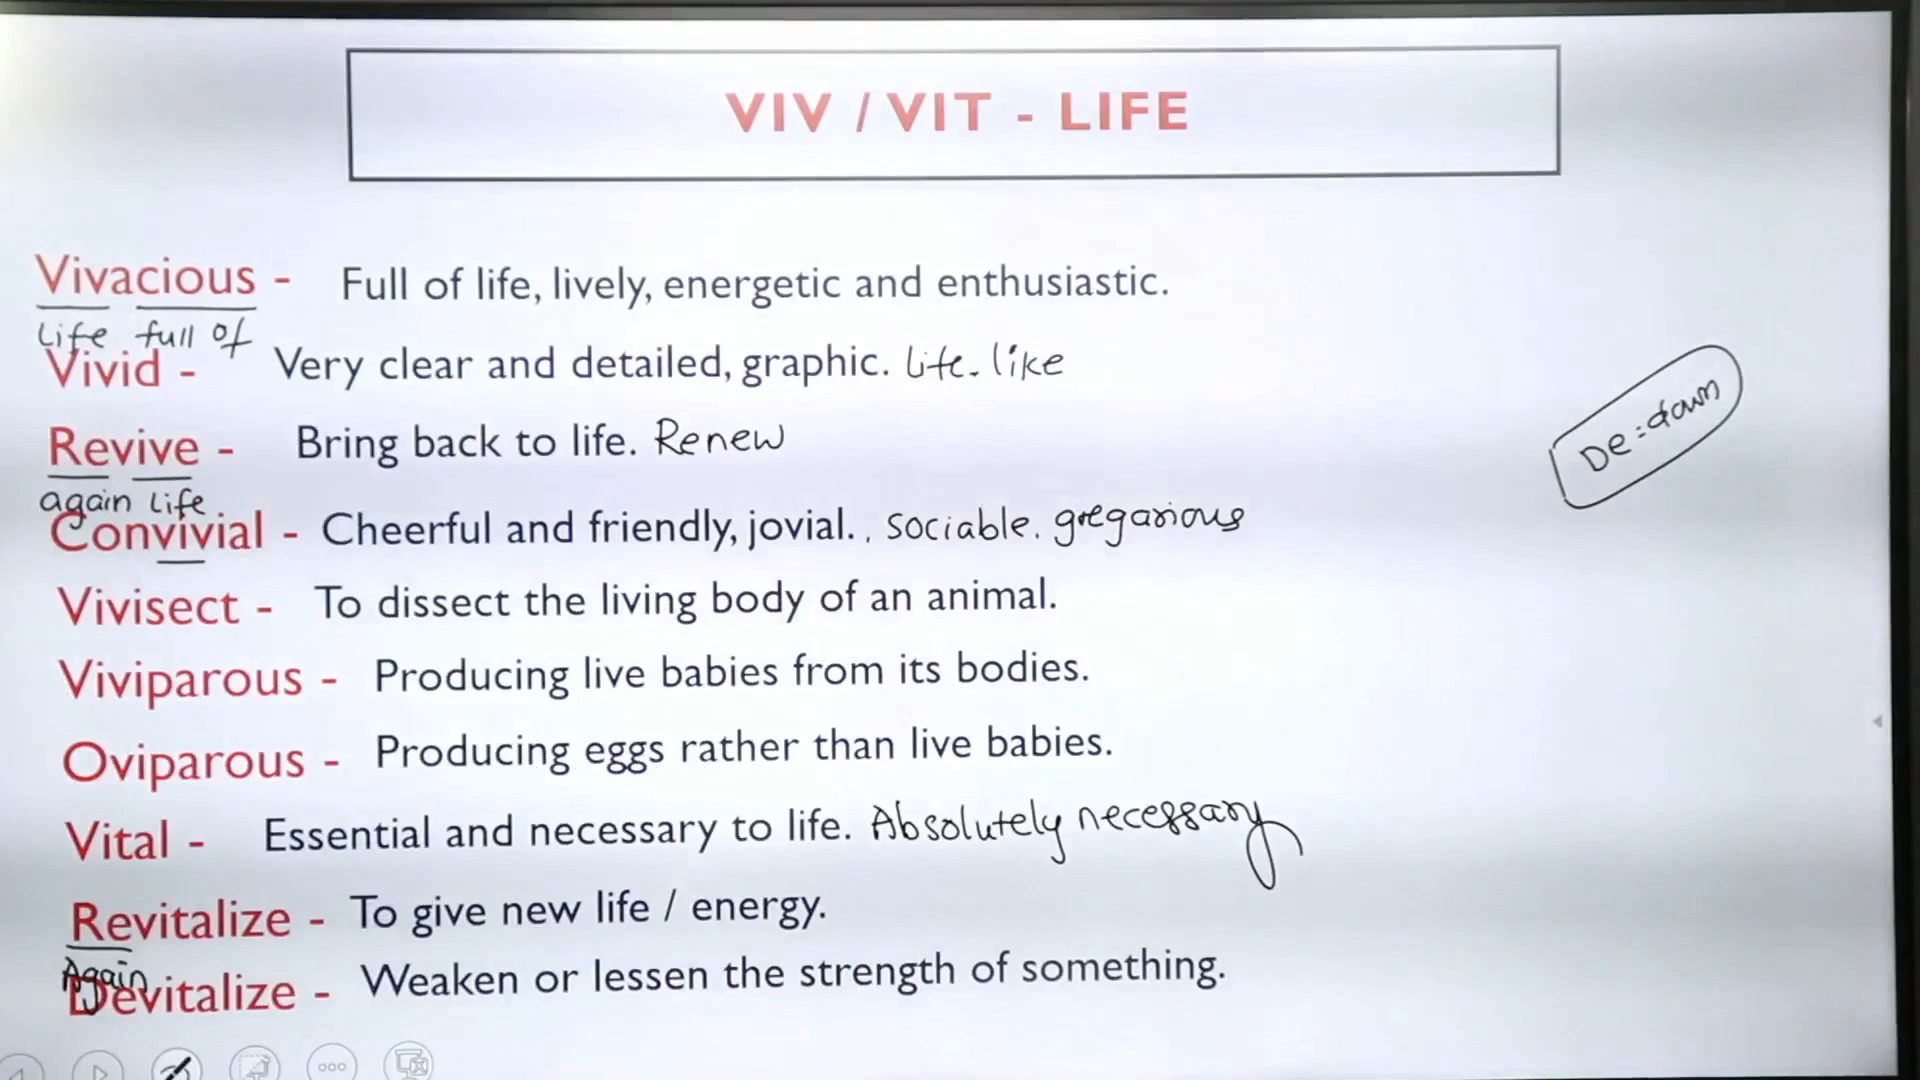 VIV / VIT - LIFE
Vivacious - Full of life, lively, energetic and enthusiastic.
Life full of
Vivid - Very clear and detailed, graphic. Life-like
Revive - Bring back to life. Renew
again Life
Convivial - Cheerful and friendly, jovial., sociable. gregarious
De = down
Vivisect - To dissect the living body of an animal.
Viviparous - Producing live babies from its bodies.
Oviparous - Producing eggs rather than live babies.
Vital - Essential and necessary to life. Absolutely necessary
Revitalize - To give new life / energy.
Again
Devitalize - Weaken or lessen the strength of something.